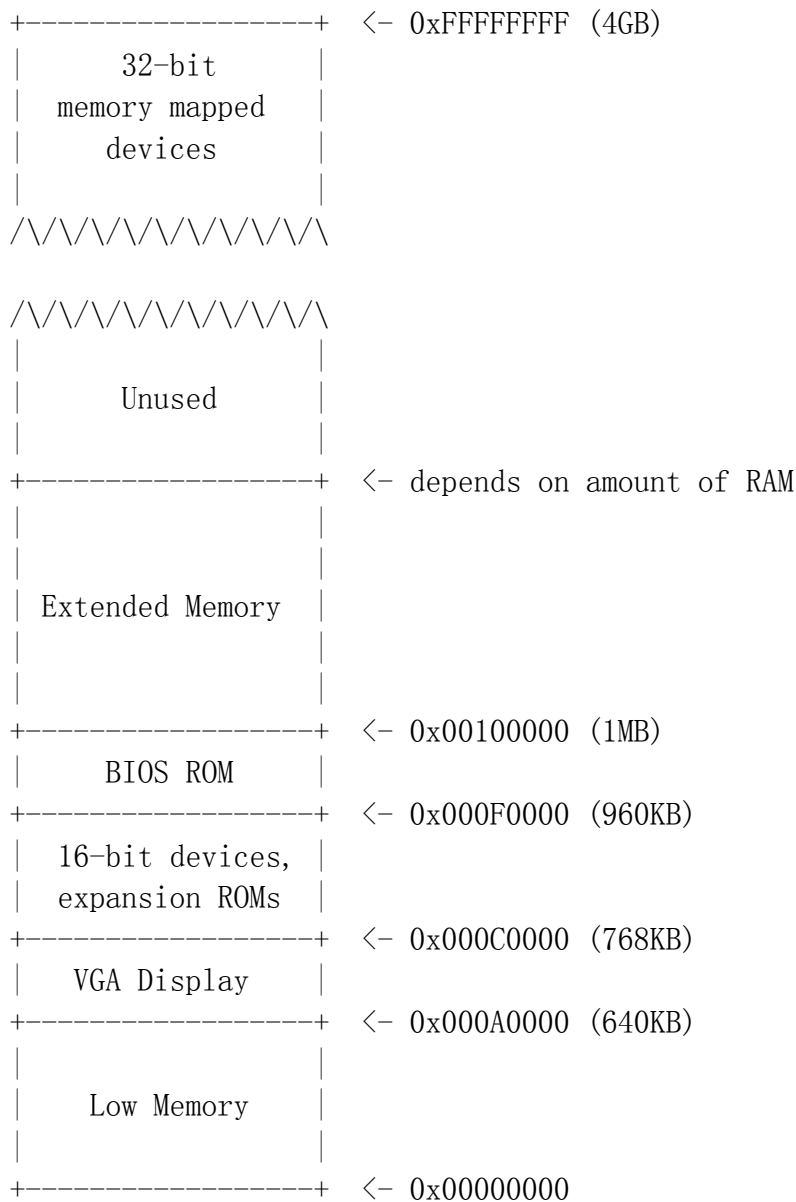 +------------------+  <- 0xFFFFFFFF (4GB)
|      32-bit      |
|  memory mapped   |
|     devices      |
|                  |
/\/\/\/\/\/\/\/\/\/\
/\/\/\/\/\/\/\/\/\/\
|                  |
|      Unused      |
|                  |
+------------------+  <- depends on amount of RAM
|                  |
|                  |
| Extended Memory  |
|                  |
|                  |
+------------------+  <- 0x00100000 (1MB)
|     BIOS ROM     |
+------------------+  <- 0x000F0000 (960KB)
|  16-bit devices, |
|  expansion ROMs  |
+------------------+  <- 0x000C0000 (768KB)
|   VGA Display    |
+------------------+  <- 0x000A0000 (640KB)
|                  |
|    Low Memory    |
|                  |
+------------------+  <- 0x00000000